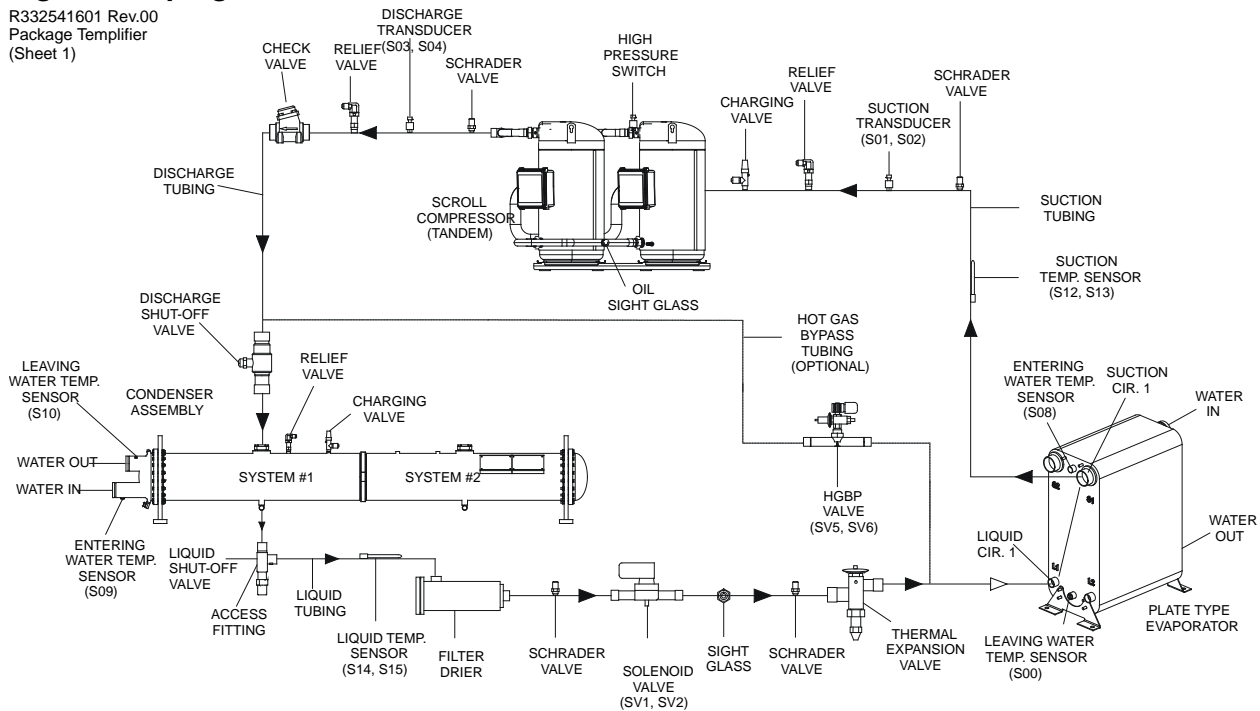 R332541601 Rev.00
Package Templifier
(Sheet 1)
CHECK
VALVE
RELIEF
VALVE
DISCHARGE
TRANSDUCER
(S03, S04)
SCHRADER
VALVE
HIGH
PRESSURE
SWITCH
CHARGING
VALVE
RELIEF
VALVE
SUCTION
TRANSDUCER
(S01, S02)
SCHRADER
VALVE
DISCHARGE
TUBING
SCROLL
COMPRESSOR
(TANDEM)
SUCTION
TUBING
SUCTION
TEMP. SENSOR
(S12, S13)
OIL
SIGHT GLASS
DISCHARGE
SHUT-OFF
VALVE
HOT GAS
BYPASS
TUBING
(OPTIONAL)
LEAVING
WATER TEMP.
SENSOR
(S10)
CONDENSER
ASSEMBLY
RELIEF
VALVE
CHARGING
VALVE
ENTERING
WATER TEMP.
SENSOR
(S08)
SUCTION
CIR. 1
WATER
IN
WATER OUT
WATER IN
SYSTEM #1
SYSTEM #2
S2
S1
HGBP
VALVE
(SV5, SV6)
WATER
OUT
LIQUID
CIR. 1
L1
L2
ENTERING
WATER TEMP.
SENSOR
(S09)
LIQUID
SHUT-OFF
VALVE
ACCESS
FITTING
LIQUID
TUBING
LIQUID TEMP.
SENSOR
(S14, S15)
FILTER
DRIER
SCHRADER
VALVE
SOLENOID
VALVE
(SV1, SV2)
SIGHT
GLASS
SCHRADER
VALVE
THERMAL
EXPANSION
VALVE
LEAVING WATER
TEMP. SENSOR
(S00)
PLATE TYPE
EVAPORATOR